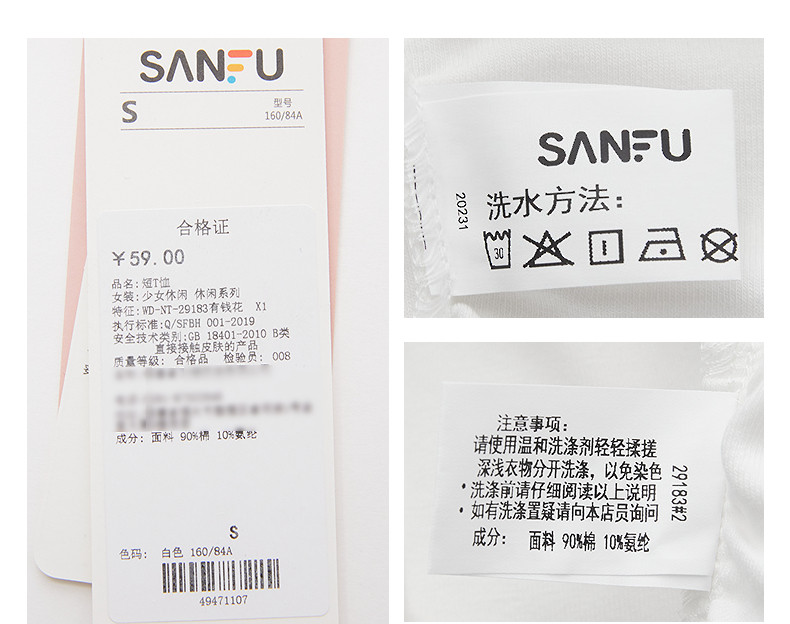 SANFU
S
型号
160/84A
合格证
￥59.00
品名:短T恤
女装:少女休闲 休闲系列
特征:WD-NT-29183有钱花 X1
执行标准:Q/SFBH 001-2019
安全技术类别:GB 18401-2010 B类
直接接触皮肤的产品
质量等级: 合格品 检验员: 008
成分: 面料 90%棉 10%氨纶
S
色码: 白色 160/84A
49471107
SANFU
洗水方法:
30
20231
注意事项:
请使用温和洗涤剂轻轻揉搓
深浅衣物分开洗涤，以免染色
·洗涤前请仔细阅读以上说明
·如有洗涤置疑请向本店员询问
成分: 面料 90%棉 10%氨纶
29183#2